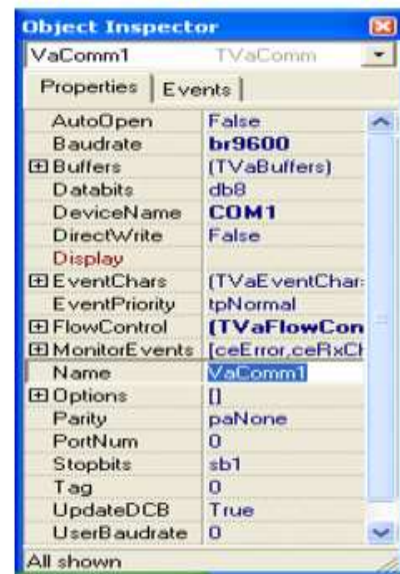 Object Inspector
VaComm1 TVaComm
Properties Events
AutoOpen False
Baudrate br9600
Buffers (TVaBuffers)
Databits db8
DeviceName COM1
DirectWrite False
Display
EventChars (TVaEventChar
EventPriority tpNormal
FlowControl (TVaFlowCon
MonitorEvents [ceError,ceRxCh
Name VaComm1
Options []
Parity paNone
PortNum 0
Stopbits sb1
Tag 0
UpdateDCB True
UserBaudrate 0
All shown